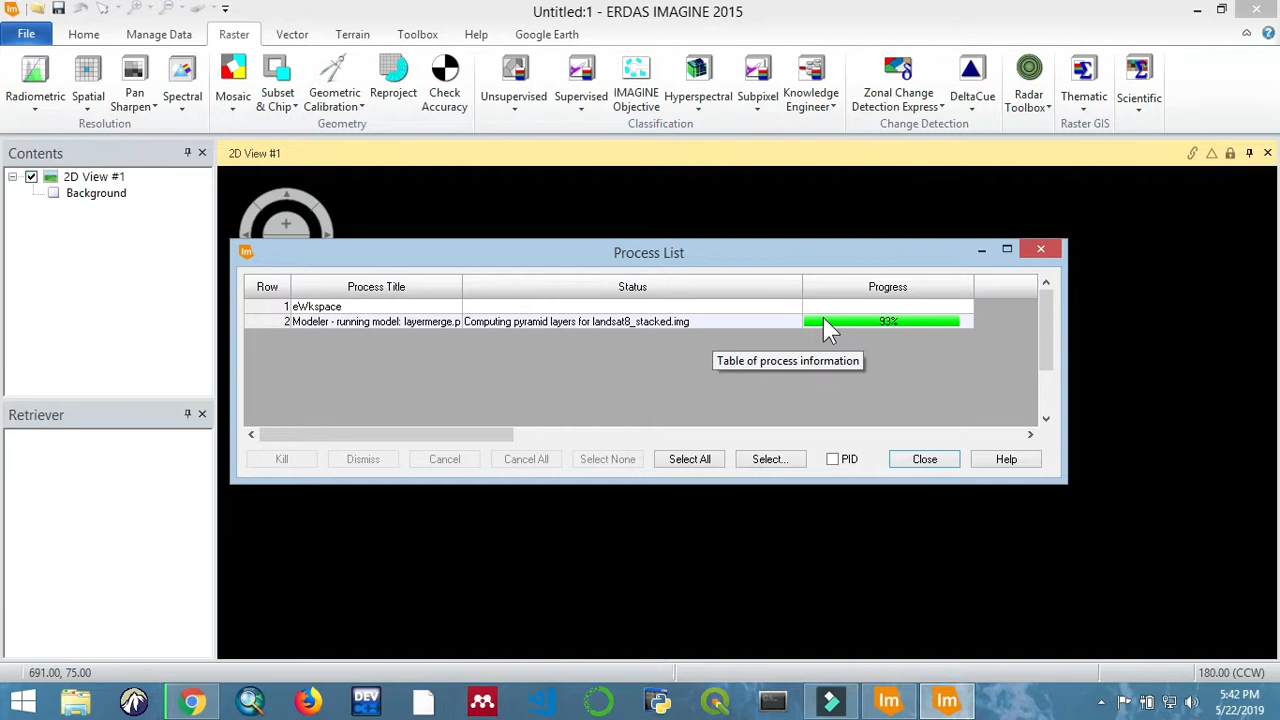 Untitled:1 - ERDAS IMAGINE 2015
File Home Manage Data Raster Vector Terrain Toolbox Help Google Earth
Radiometric
Spatial
Pan
Sharpen
Spectral
Mosaic
Subset
& Chip
Geometric
Calibration
Reproject
Check
Accuracy
Unsupervised
Supervised
IMAGINE
Objective
Hyperspectral
Subpixel
Knowledge
Engineer
Zonal Change
Detection Express
DeltaCue
Radar
Toolbox
Thematic
Scientific
Resolution Geometry Classification Change Detection Raster GIS
Contents
2D View #1
Background
2D View #1
Process List
Row Process Title Status Progress
1 eWkspace
2 Modeler - running model: layermerge.p Computing pyramid layers for landsat8_stacked.img 93%
Table of process information
Kill Dismiss Cancel Cancel All Select None Select All Select... PID Close Help
Retriever
691.00, 75.00
180.00 (CCW)
DEV
C++
5:42 PM
5/22/2019